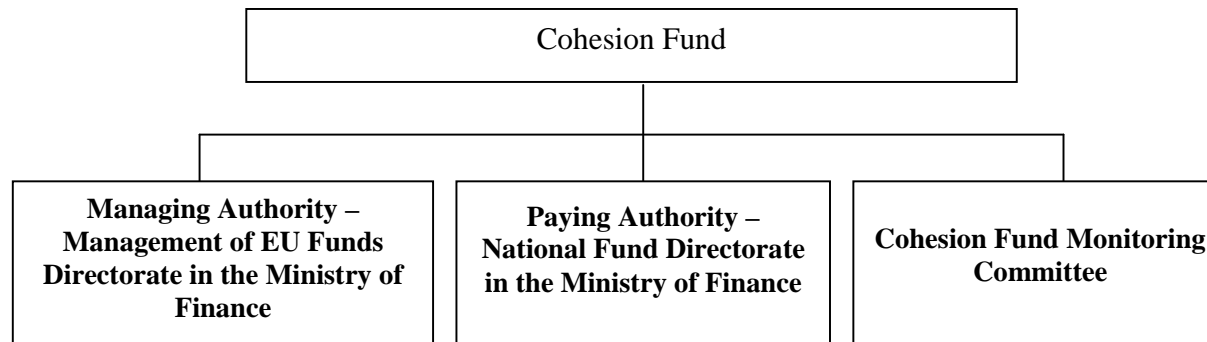 Cohesion Fund
Managing Authority –
Management of EU Funds
Directorate in the Ministry of
Finance
Paying Authority –
National Fund Directorate
in the Ministry of Finance
Cohesion Fund Monitoring
Committee